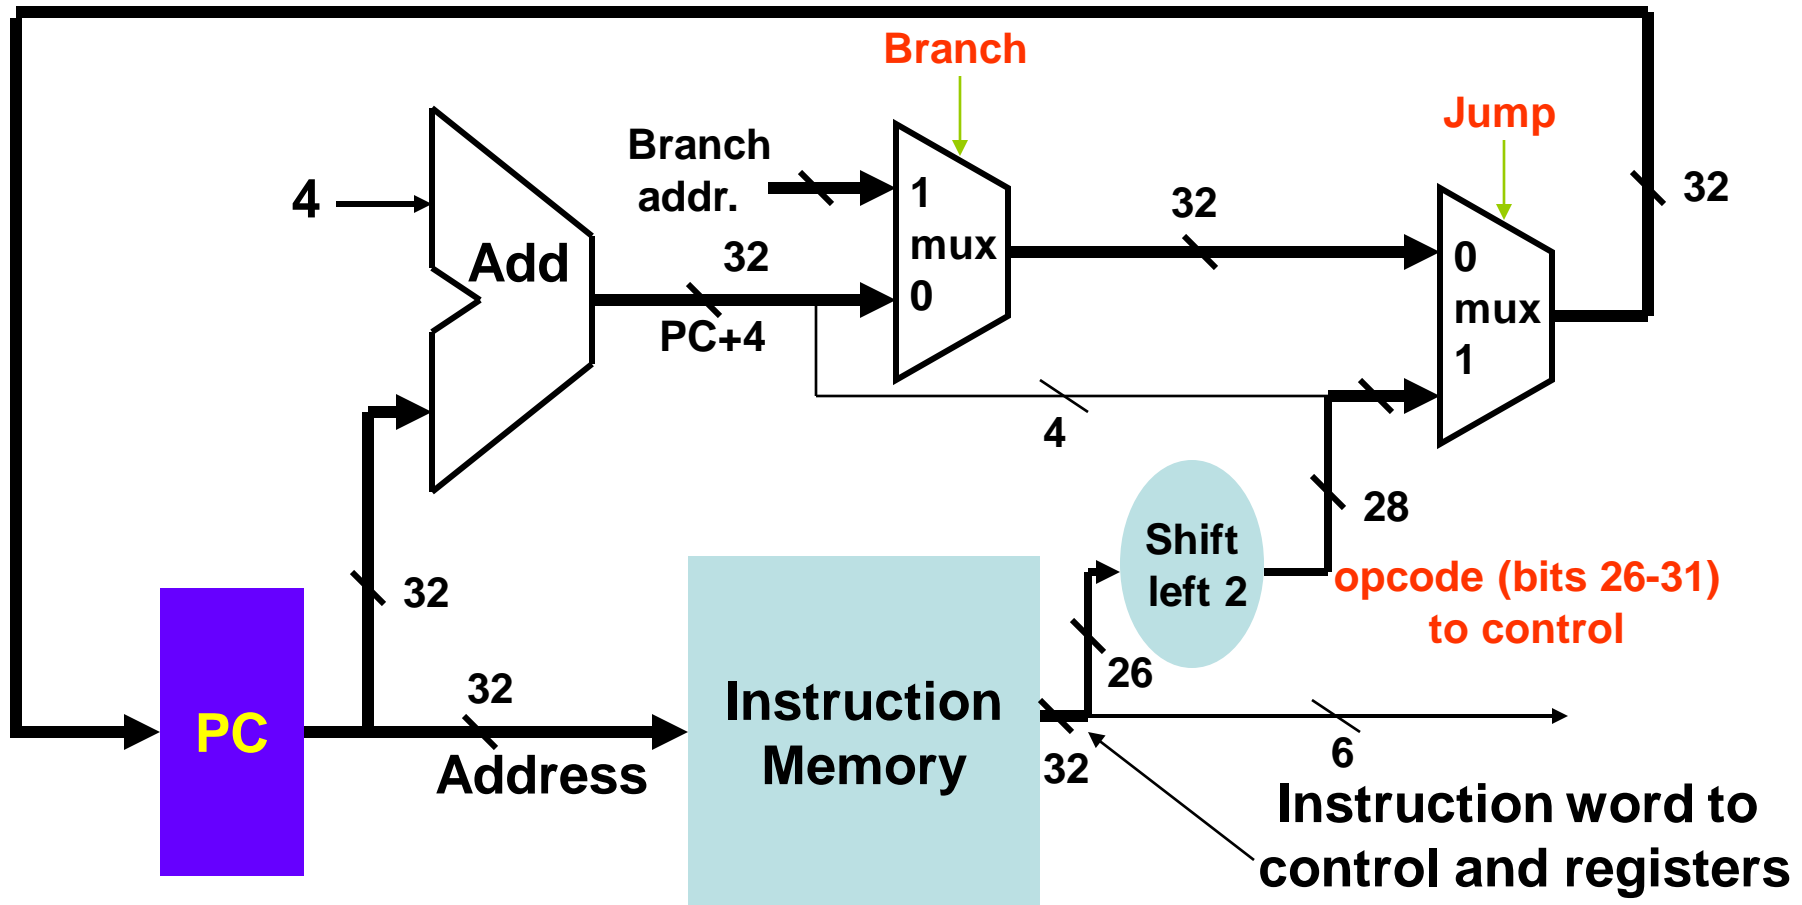 Branch
Jump
Branch
addr.
4
Add
32
PC+4
1
mux
0
32
0
mux
1
32
4
28
Shift
left 2
opcode (bits 26-31)
to control
32
26
PC
32
Address
Instruction
Memory
32
6
Instruction word to
control and registers